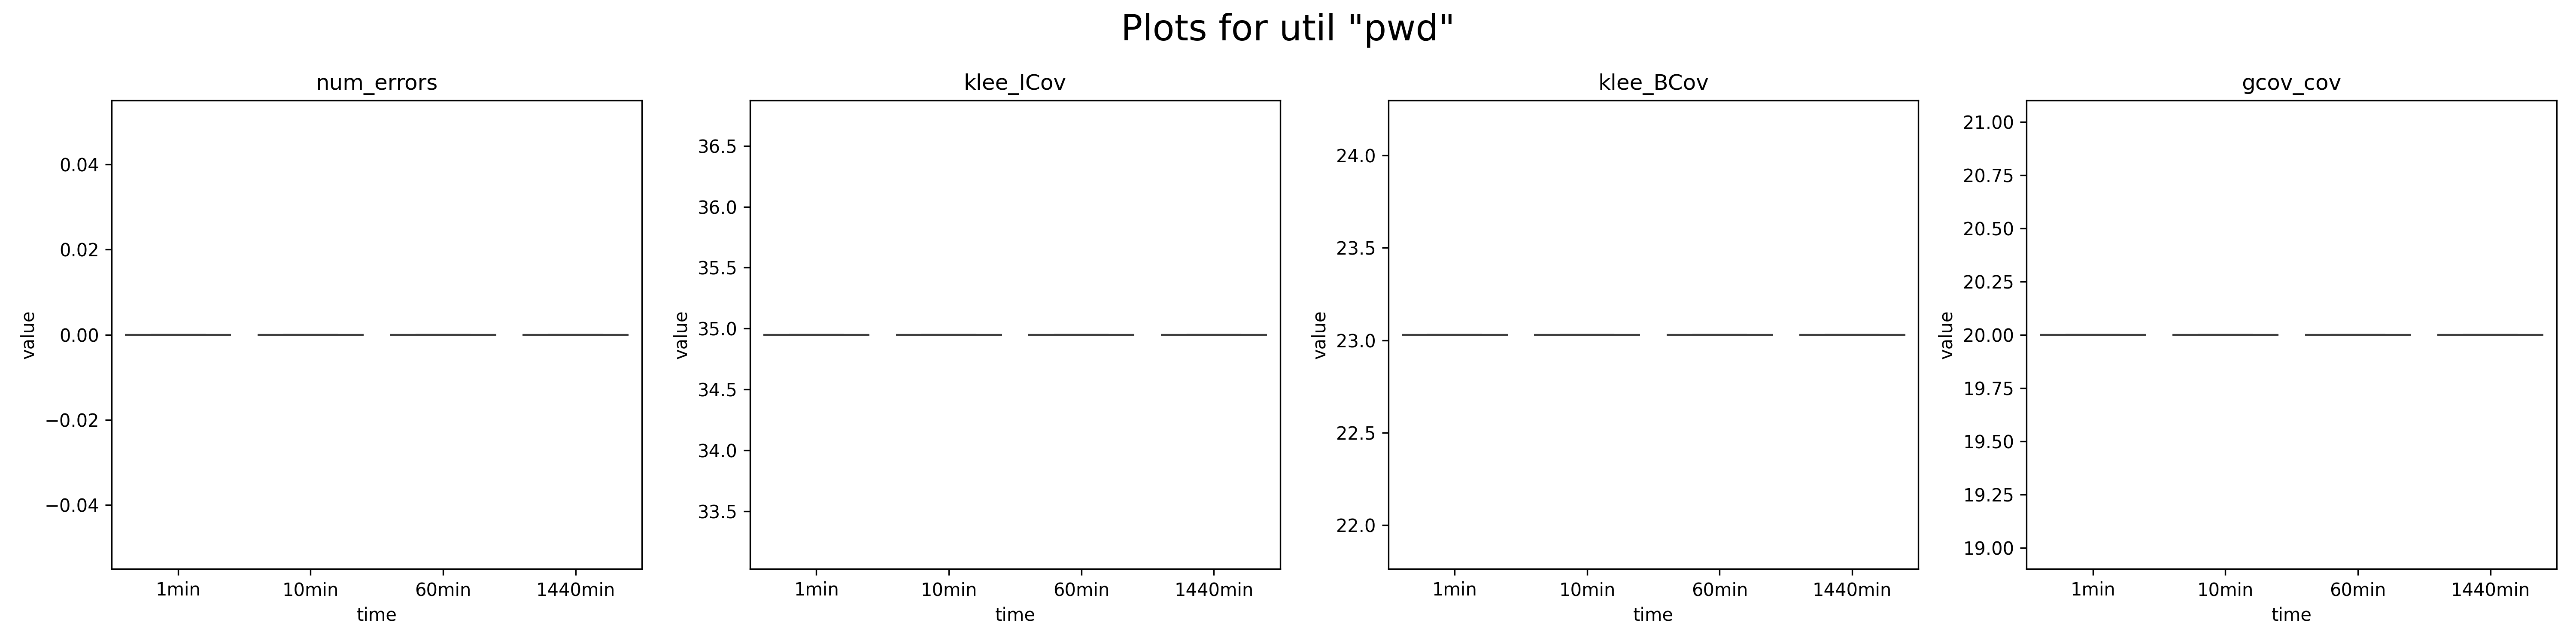 Plots for util "pwd"
num_errors
0.04
0.02
0.00
−0.02
−0.04
value
1min 10min 60min 1440min
time
klee_ICov
36.5
36.0
35.5
35.0
34.5
34.0
33.5
value
1min 10min 60min 1440min
time
klee_BCov
24.0
23.5
23.0
22.5
22.0
value
1min 10min 60min 1440min
time
gcov_cov
21.00
20.75
20.50
20.25
20.00
19.75
19.50
19.25
19.00
value
1min 10min 60min 1440min
time